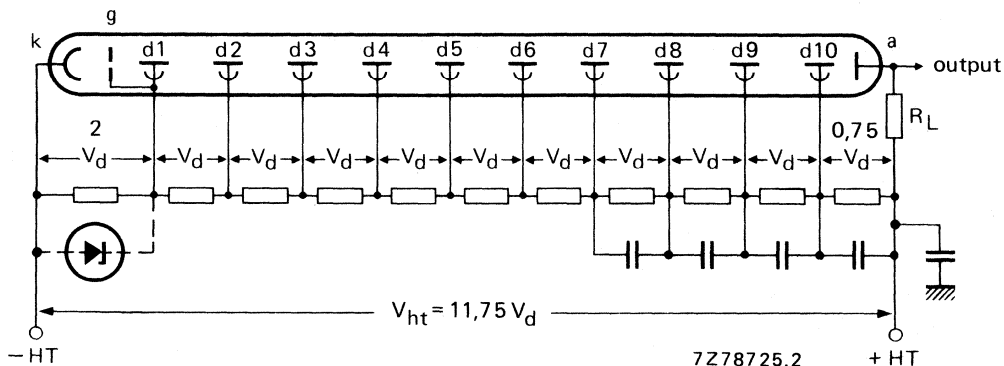 g
k
d1 d2 d3 d4 d5 d6 d7 d8 d9 d10
a
output
R_L
2 0,75
V_d V_d V_d V_d V_d V_d V_d V_d V_d V_d V_d
V_ht = 11,75 V_d
−HT
+HT
7Z78725.2